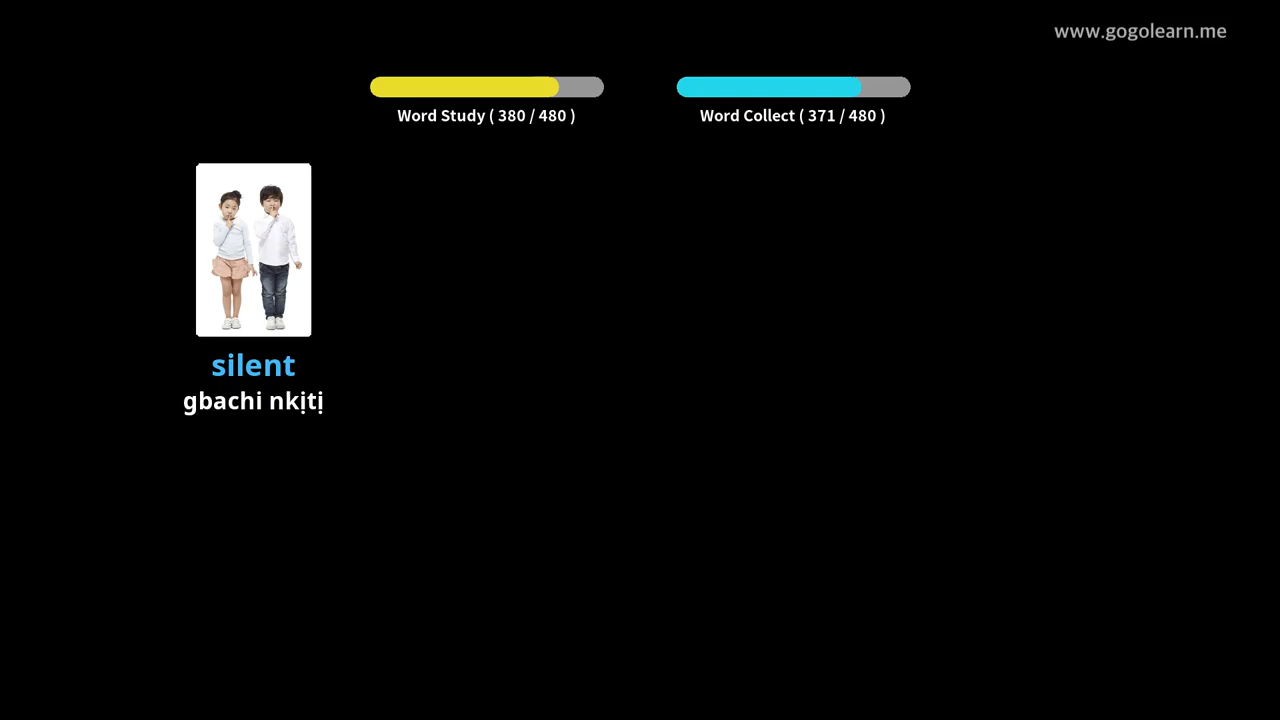 www.gogolearn.me
Word Study ( 380 / 480 )
Word Collect ( 371 / 480 )
silent
gbachi nkịtị